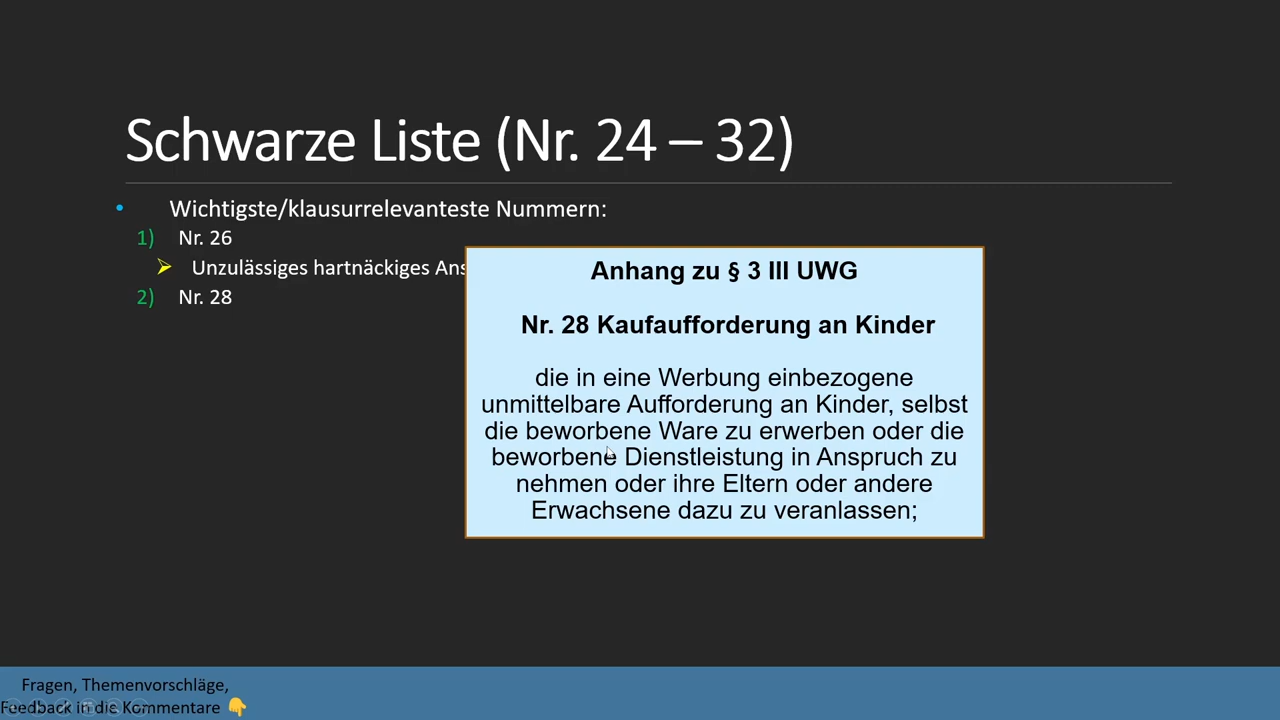 Schwarze Liste (Nr. 24 – 32)
• Wichtigste/klausurrelevanteste Nummern:
1) Nr. 26
Unzulässiges hartnäckiges
2) Nr. 28
Anhang zu § 3 III UWG
Nr. 28 Kaufaufforderung an Kinder
die in eine Werbung einbezogene
unmittelbare Aufforderung an Kinder, selbst
die beworbene Ware zu erwerben oder die
beworbene Dienstleistung in Anspruch zu
nehmen oder ihre Eltern oder andere
Erwachsene dazu zu veranlassen;
Fragen, Themenvorschläge,
Feedback in die Kommentare 👇